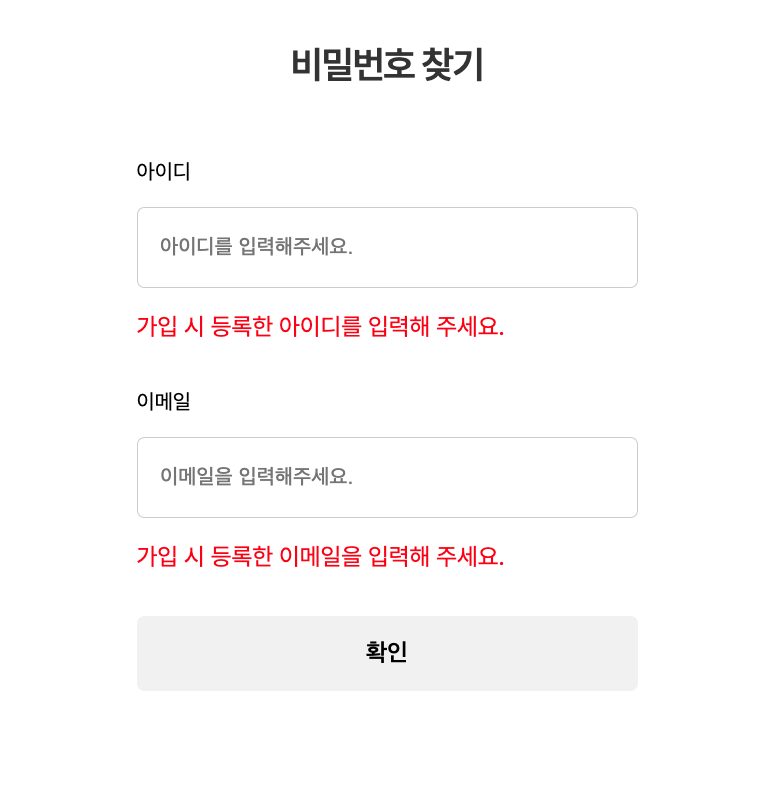 비밀번호 찾기
아이디
아이디를 입력해주세요.
가입 시 등록한 아이디를 입력해 주세요.
이메일
이메일을 입력해주세요.
가입 시 등록한 이메일을 입력해 주세요.
확인